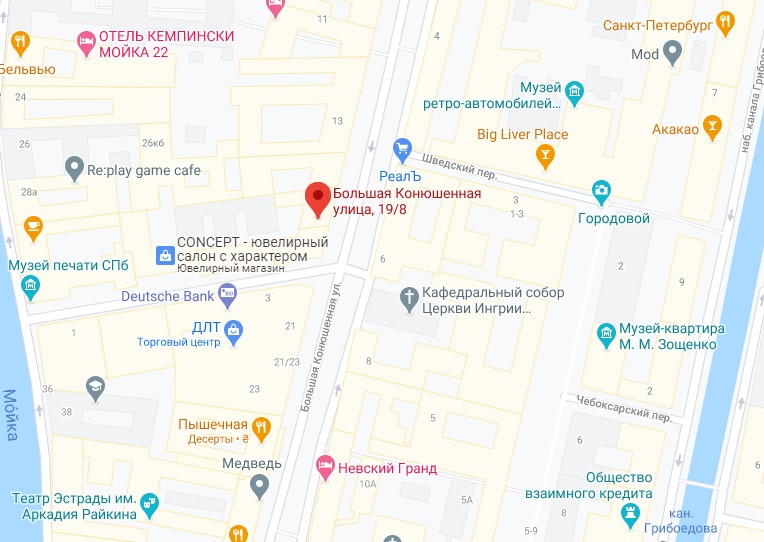 ОТЕЛЬ КЕМПИНСКИ
МОЙКА 22
Бельвью
24
26к6
13
Re:play game cafe
28а
Большая Конюшенная
улица, 19/8
CONCEPT - ювелирный
салон с характером
Ювелирный магазин
Музей печати СПб
Deutsche Bank
ДЛТ
Торговый центр
3
21
21/23
23
1
36
38
Мо́йка
Пышечная
Десерты • ₴
Медведь
Театр Эстрады им.
Аркадия Райкина
Большая Конюшенная ул.
Санкт-Петербург
Mod
Музей
ретро-автомобилей...
7
Big Liver Place
Акакао
наб. канала Грибоед
РеалЪ
Шведский пер.
3
1-3
Городовой
6
2
9
Кафедральный собор
Церкви Ингрии...
Музей-квартира
М. М. Зощенко
8
2
5
Чебоксарский пер.
6
Невский Гранд
10А
5А
5-9
Общество
взаимного кредита
кан.
Грибоедова